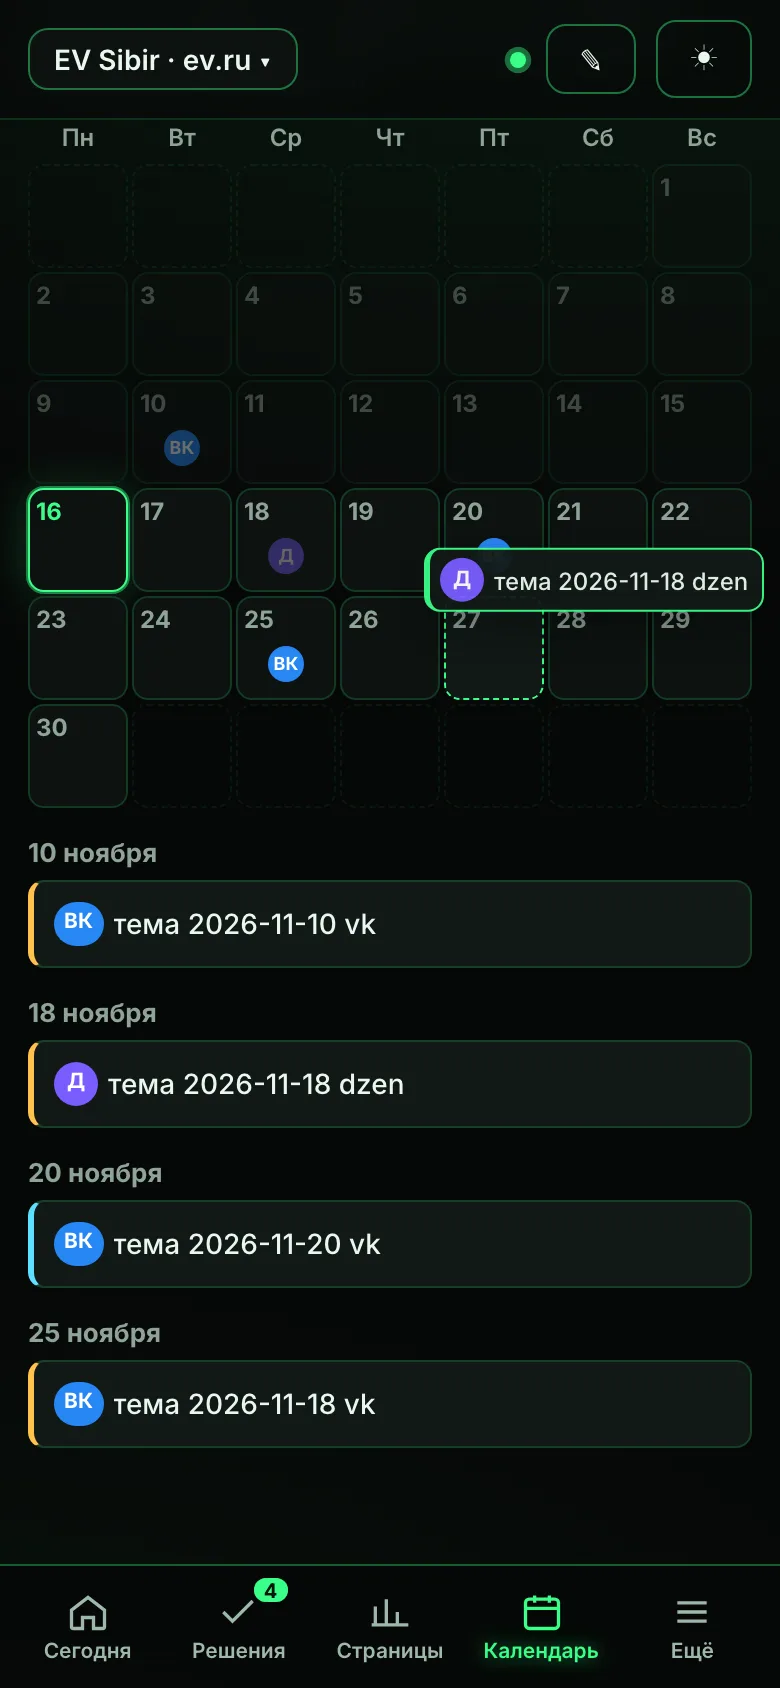 EV Sibir · ev.ru ▾
Пн Вт Ср Чт Пт Сб Вс
1
2 3 4 5 6 7 8
9 10 11 12 13 14 15
ВК
16 17 18 19 20 21 22
Д
Д тема 2026-11-18 dzen
23 24 25 26 27 28 29
ВК
30
10 ноября
ВК тема 2026-11-10 vk
18 ноября
Д тема 2026-11-18 dzen
20 ноября
ВК тема 2026-11-20 vk
25 ноября
ВК тема 2026-11-18 vk
4
Сегодня Решения Страницы Календарь Ещё